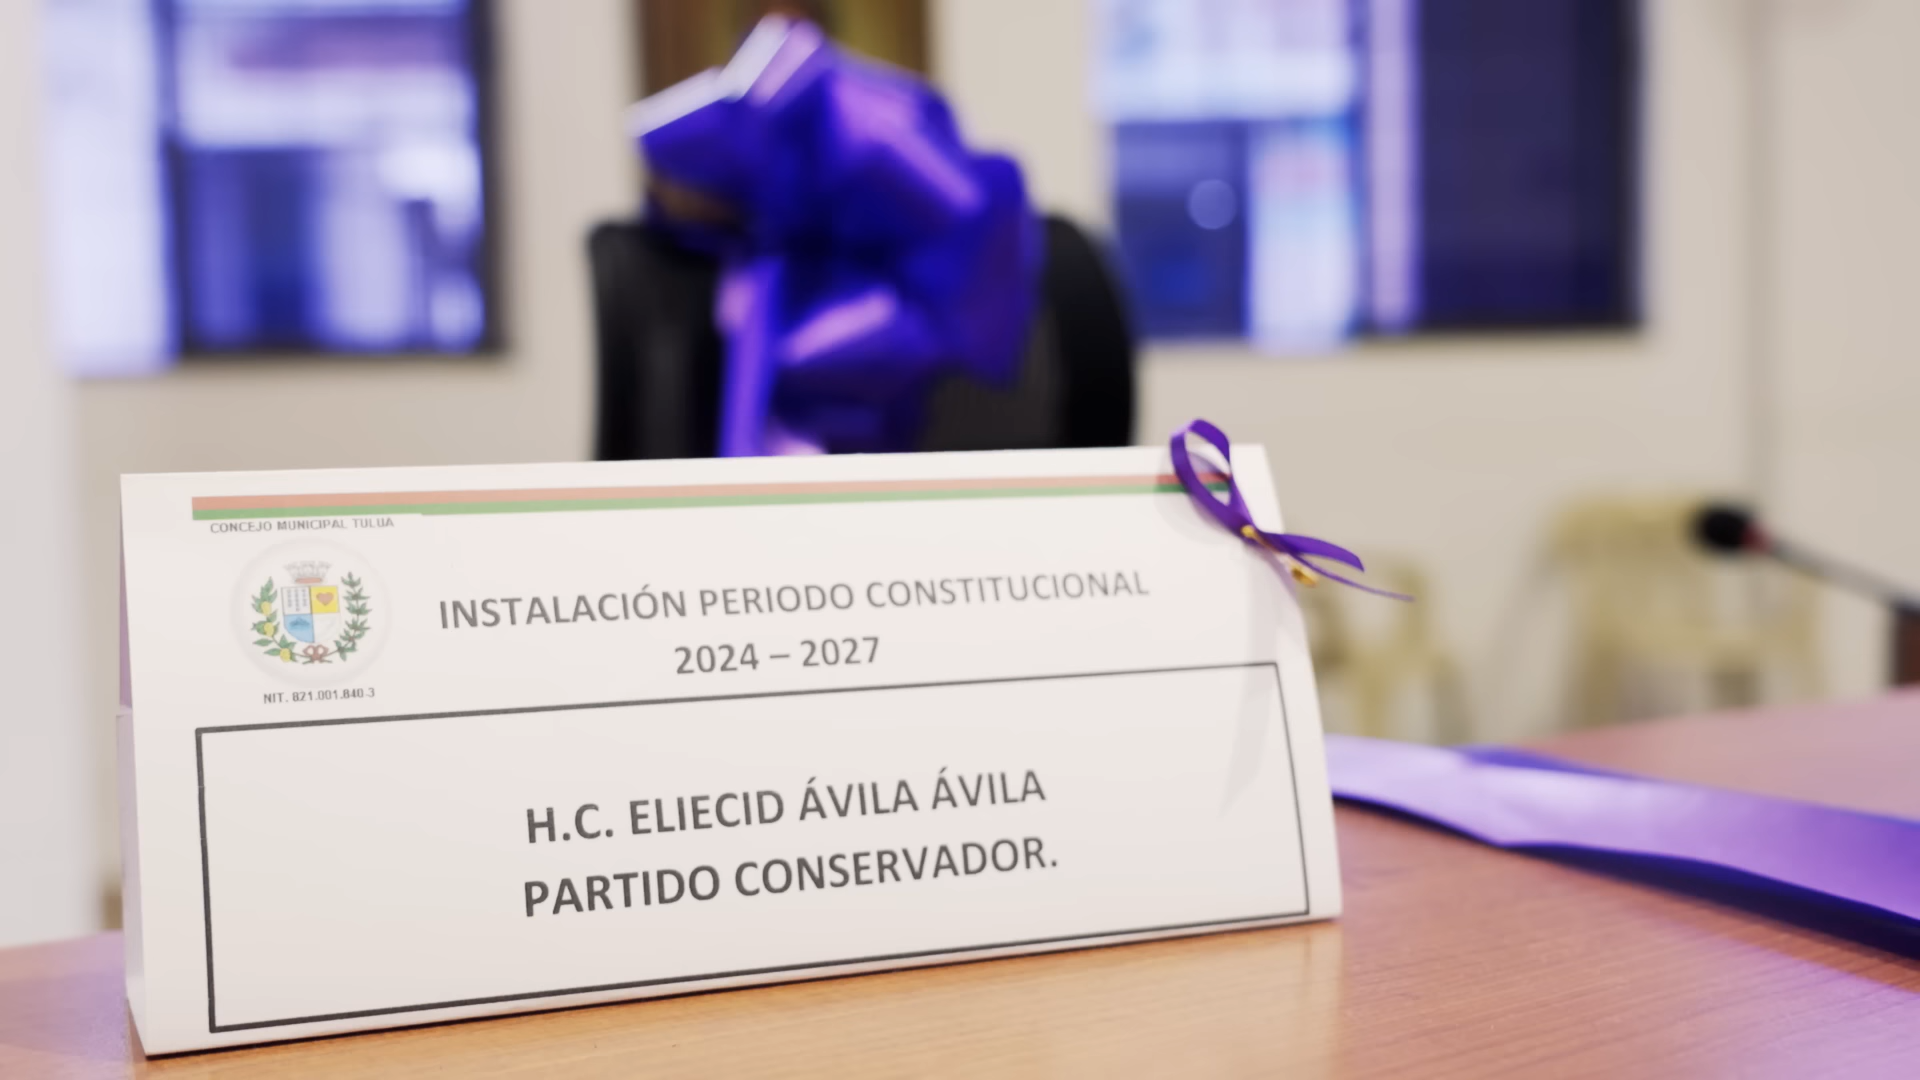 CONCEJO MUNICIPAL TULUA
INSTALACIÓN PERIODO CONSTITUCIONAL
2024 – 2027
NIT. 821.001.840-3
H.C. ELIECID ÁVILA ÁVILA
PARTIDO CONSERVADOR.